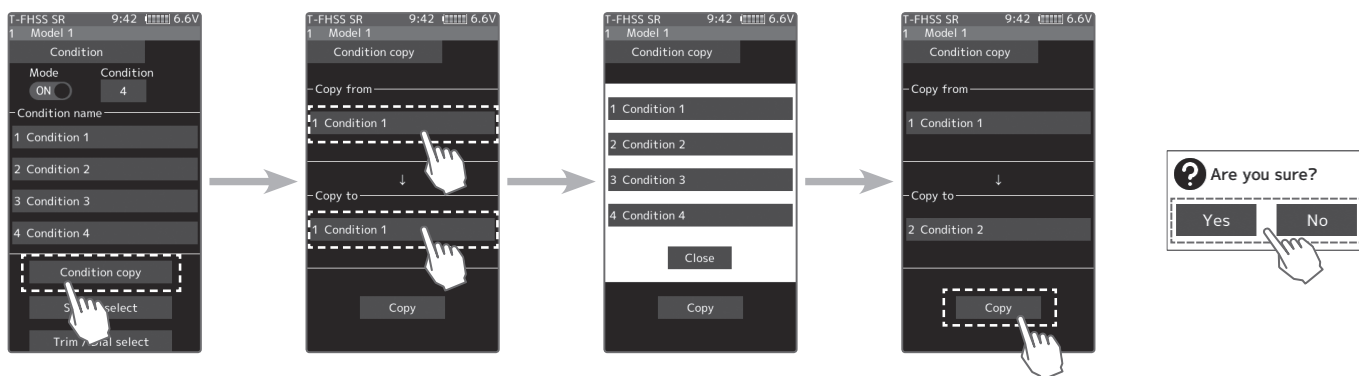 T-FHSS SR 9:42 6.6V
1 Model 1
Condition
Mode Condition
ON 4
Condition name
1 Condition 1
2 Condition 2
3 Condition 3
4 Condition 4
Condition copy
select
Trim / Dial select
T-FHSS SR 9:42 6.6V
1 Model 1
Condition copy
Copy from
1 Condition 1
↓
Copy to
1 Condition 1
Copy
T-FHSS SR 9:42 6.6V
1 Model 1
Condition copy
1 Condition 1
2 Condition 2
3 Condition 3
4 Condition 4
Close
Copy
T-FHSS SR 9:42 6.6V
1 Model 1
Condition copy
Copy from
1 Condition 1
↓
Copy to
2 Condition 2
Copy
? Are you sure?
Yes No